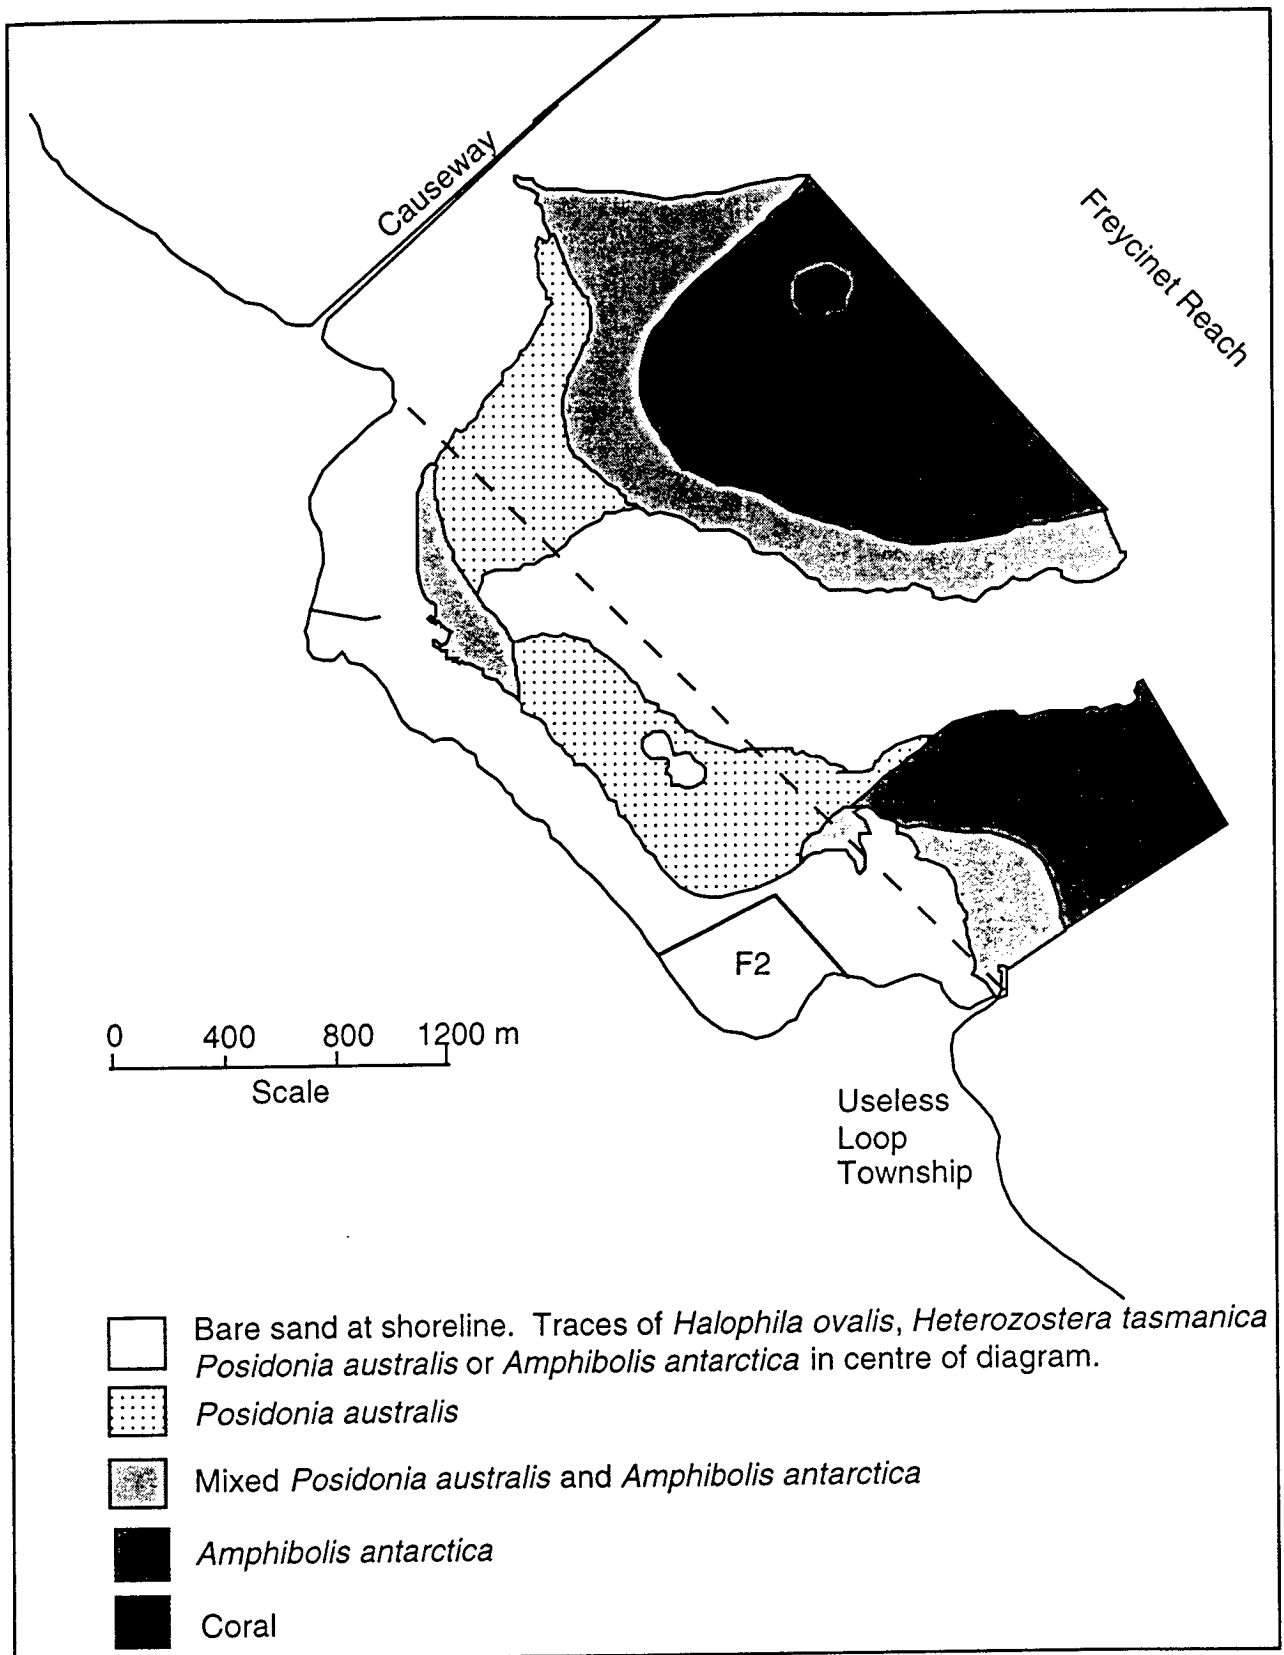 Causeway
Freycinet Reach
F2
0 400 800 1200 m
Scale
Useless
Loop
Township
Bare sand at shoreline. Traces of Halophila ovalis, Heterozostera tasmanica
Posidonia australis or Amphibolis antarctica in centre of diagram.
Posidonia australis
Mixed Posidonia australis and Amphibolis antarctica
Amphibolis antarctica
Coral